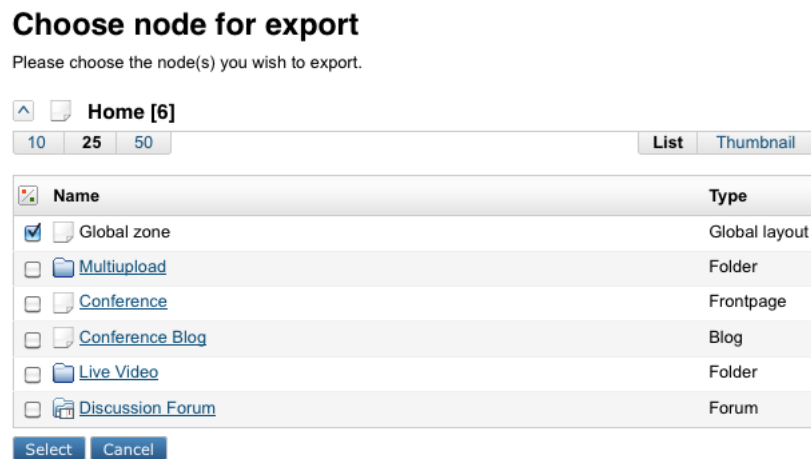 Choose node for export
Please choose the node(s) you wish to export.
Home [6]
10 25 50 List Thumbnail
Name Type
Global zone Global layout
Multiupload Folder
Conference Frontpage
Conference Blog Blog
Live Video Folder
Discussion Forum Forum
Select Cancel